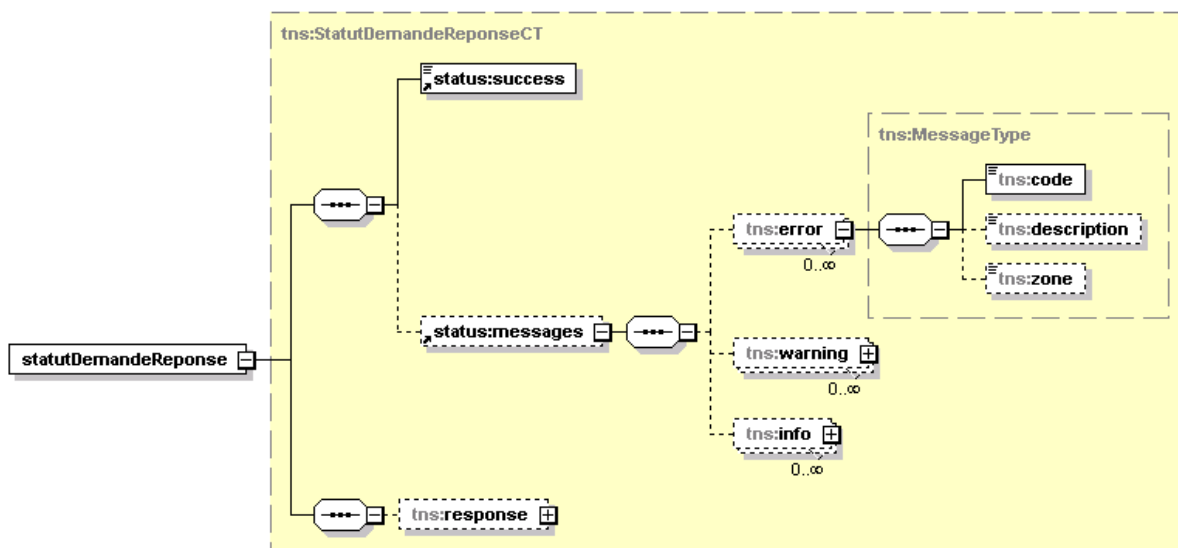 tns:StatutDemandeReponseCT
status:success
tns:MessageType
tns:code
tns:error
0..∞
tns:description
tns:zone
status:messages
tns:warning
0..∞
statutDemandeReponse
tns:info
0..∞
tns:response